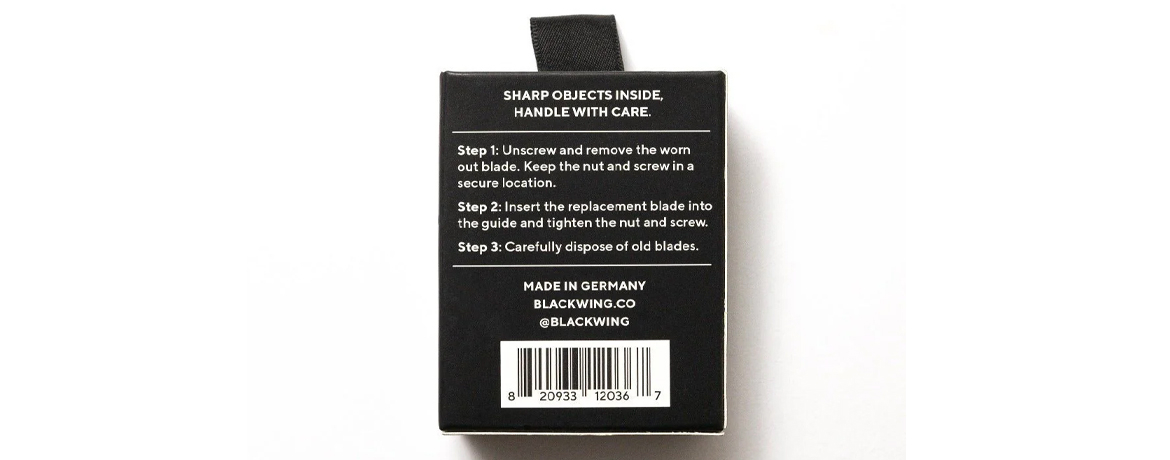 SHARP OBJECTS INSIDE,
HANDLE WITH CARE.
Step 1: Unscrew and remove the worn
out blade. Keep the nut and screw in a
secure location.
Step 2: Insert the replacement blade into
the guide and tighten the nut and screw.
Step 3: Carefully dispose of old blades.
MADE IN GERMANY
BLACKWING.CO
@BLACKWING
8 20933 12036 7